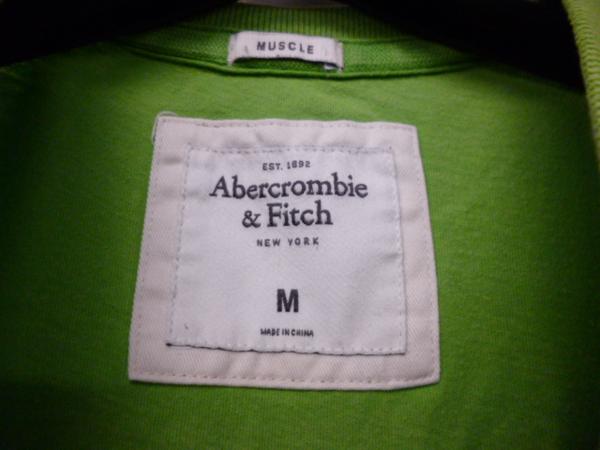 MUSCLE
EST. 1892
Abercrombie
& Fitch
NEW YORK
M
MADE IN CHINA